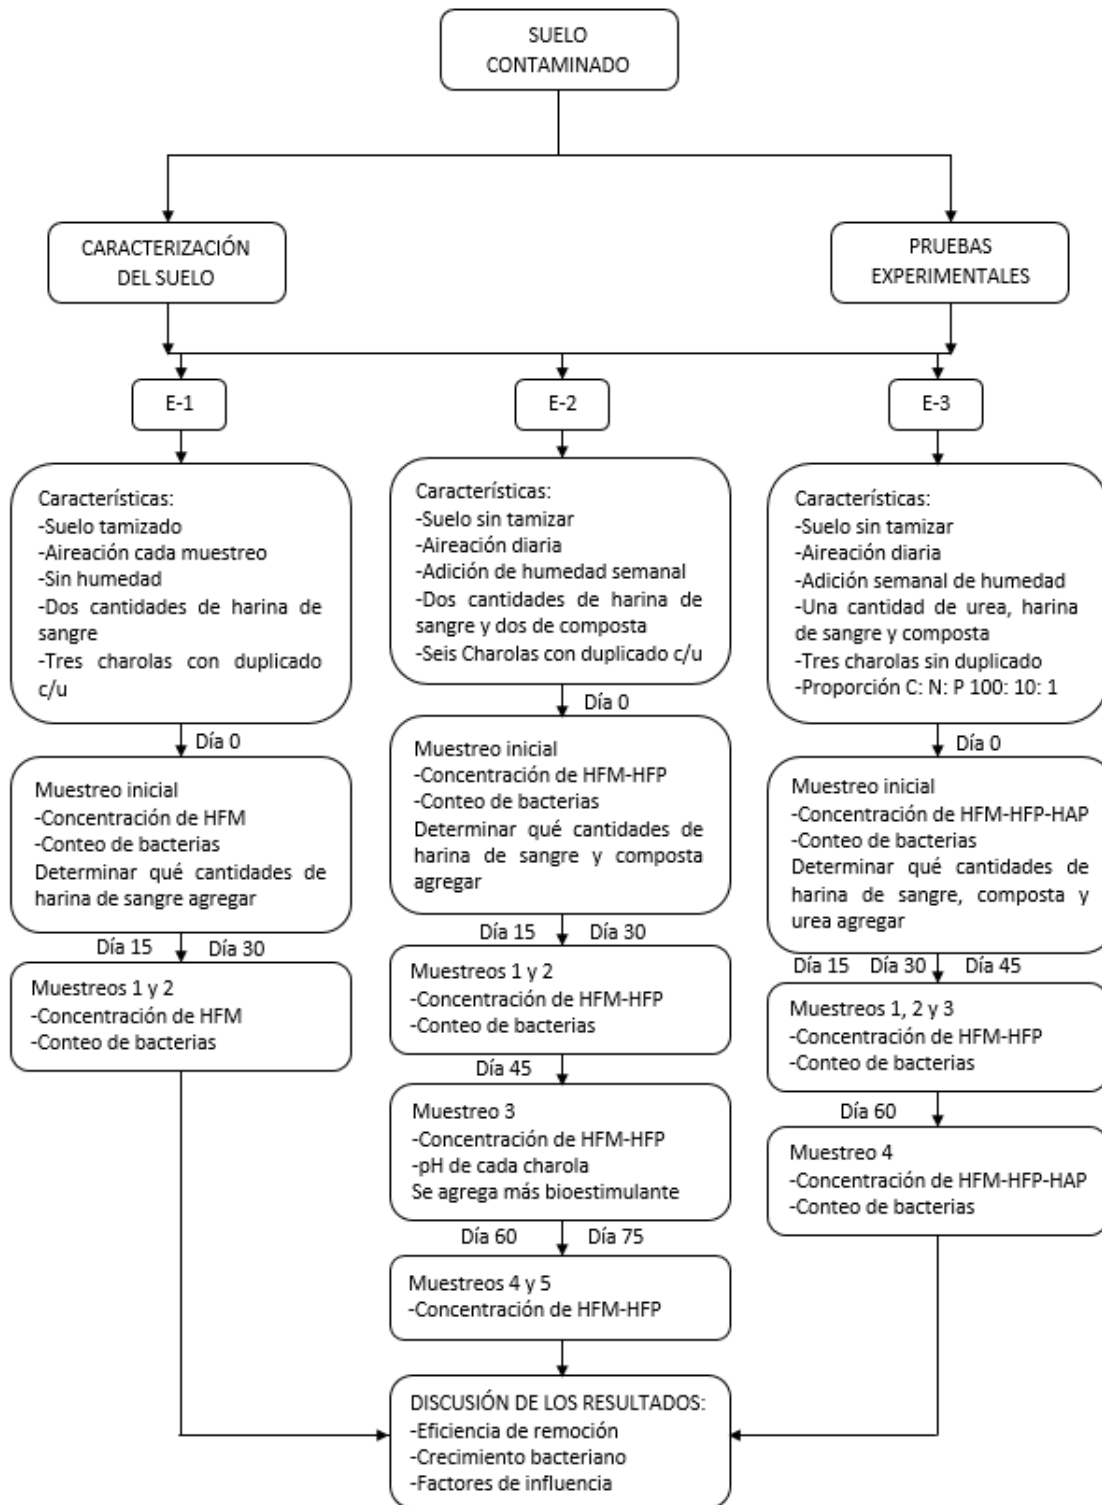 SUELO
CONTAMINADO
CARACTERIZACIÓN
DEL SUELO
PRUEBAS
EXPERIMENTALES
E-1
E-2
E-3
Características:
-Suelo tamizado
-Aireación cada muestreo
-Sin humedad
-Dos cantidades de harina de
sangre
-Tres charolas con duplicado
c/u
Características:
-Suelo sin tamizar
-Aireación diaria
-Adición de humedad semanal
-Dos cantidades de harina de
sangre y dos de composta
-Seis Charolas con duplicado c/u
Características:
-Suelo sin tamizar
-Aireación diaria
-Adición semanal de humedad
-Una cantidad de urea, harina
de sangre y composta
-Tres charolas sin duplicado
-Proporción C: N: P 100: 10: 1
Día 0
Día 0
Día 0
Muestreo inicial
-Concentración de HFM
-Conteo de bacterias
Determinar qué cantidades de
harina de sangre agregar
Muestreo inicial
-Concentración de HFM-HFP
-Conteo de bacterias
Determinar qué cantidades de
harina de sangre y composta
agregar
Muestreo inicial
-Concentración de HFM-HFP-HAP
-Conteo de bacterias
Determinar qué cantidades de
harina de sangre, composta y
urea agregar
Día 15 Día 30
Día 15 Día 30
Día 15 Día 30 Día 45
Muestreos 1 y 2
-Concentración de HFM
-Conteo de bacterias
Muestreos 1 y 2
-Concentración de HFM-HFP
-Conteo de bacterias
Muestreos 1, 2 y 3
-Concentración de HFM-HFP
-Conteo de bacterias
Día 45
Día 60
Muestreo 3
-Concentración de HFM-HFP
-pH de cada charola
Se agrega más bioestimulante
Muestreo 4
-Concentración de HFM-HFP-HAP
-Conteo de bacterias
Día 60 Día 75
Muestreos 4 y 5
-Concentración de HFM-HFP
DISCUSIÓN DE LOS RESULTADOS:
-Eficiencia de remoción
-Crecimiento bacteriano
-Factores de influencia